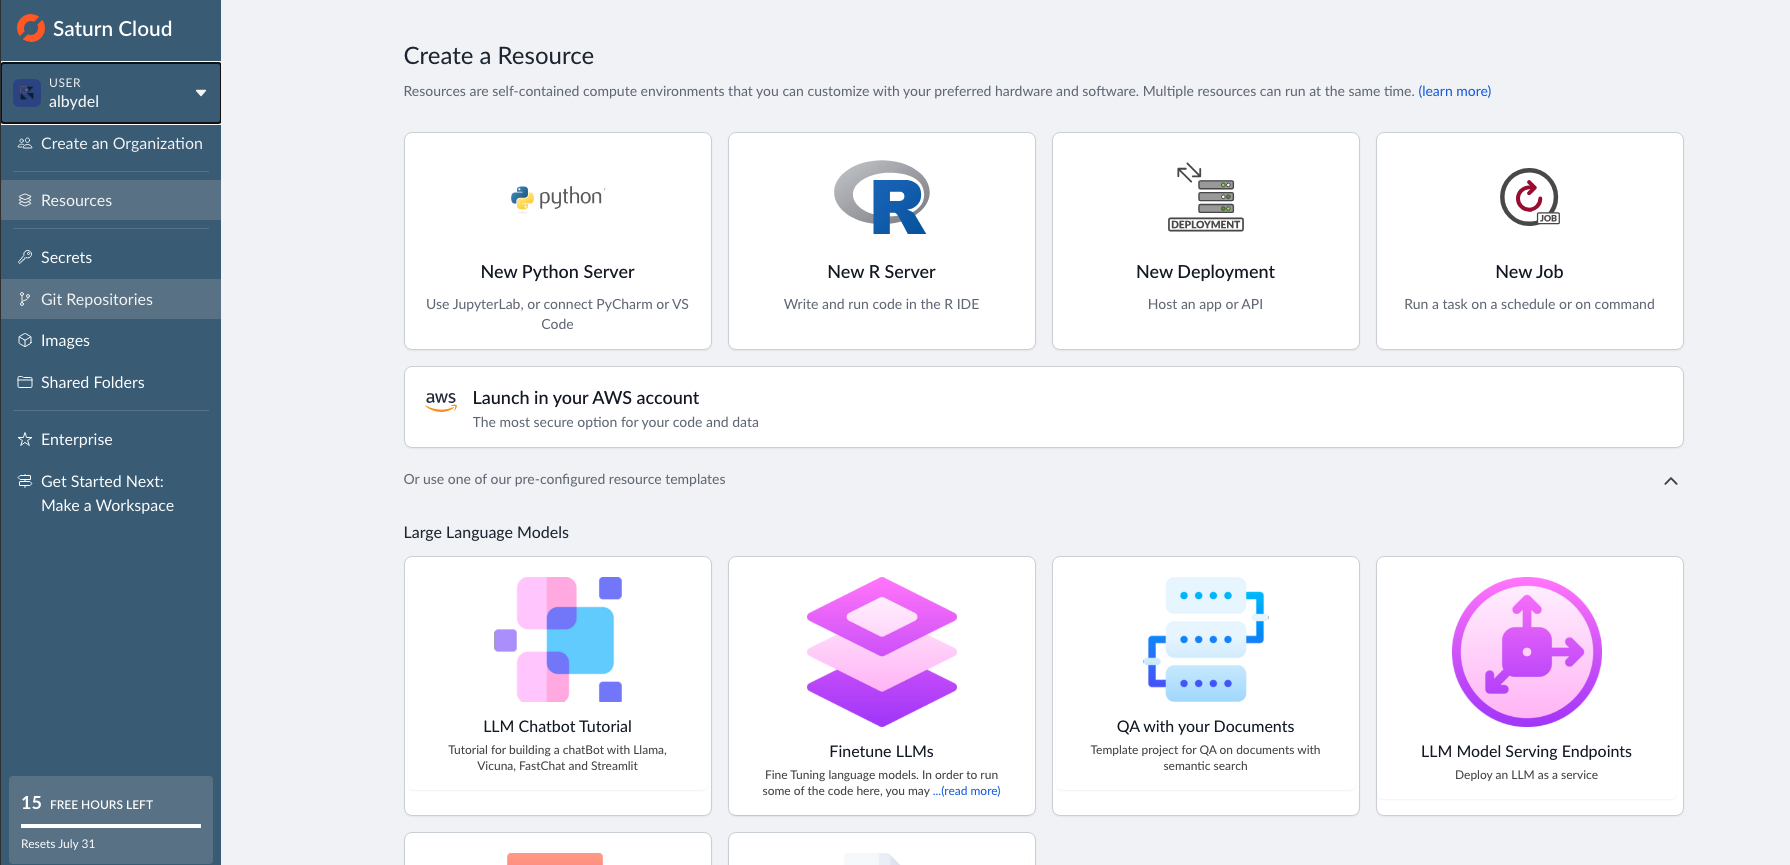 Saturn Cloud
USER
albydel
Create an Organization
Resources
Secrets
Git Repositories
Images
Shared Folders
Enterprise
Get Started Next:
Make a Workspace
15 FREE HOURS LEFT
Resets July 31
Create a Resource
Resources are self-contained compute environments that you can customize with your preferred hardware and software. Multiple resources can run at the same time. (learn more)
python
New Python Server
Use JupyterLab, or connect PyCharm or VS
Code
R
New R Server
Write and run code in the R IDE
DEPLOYMENT
New Deployment
Host an app or API
JOB
New Job
Run a task on a schedule or on command
aws
Launch in your AWS account
The most secure option for your code and data
Or use one of our pre-configured resource templates
Large Language Models
LLM Chatbot Tutorial
Tutorial for building a chatBot with Llama,
Vicuna, FastChat and Streamlit
Finetune LLMs
Fine Tuning language models. In order to run
some of the code here, you may ...(read more)
QA with your Documents
Template project for QA on documents with
semantic search
LLM Model Serving Endpoints
Deploy an LLM as a service